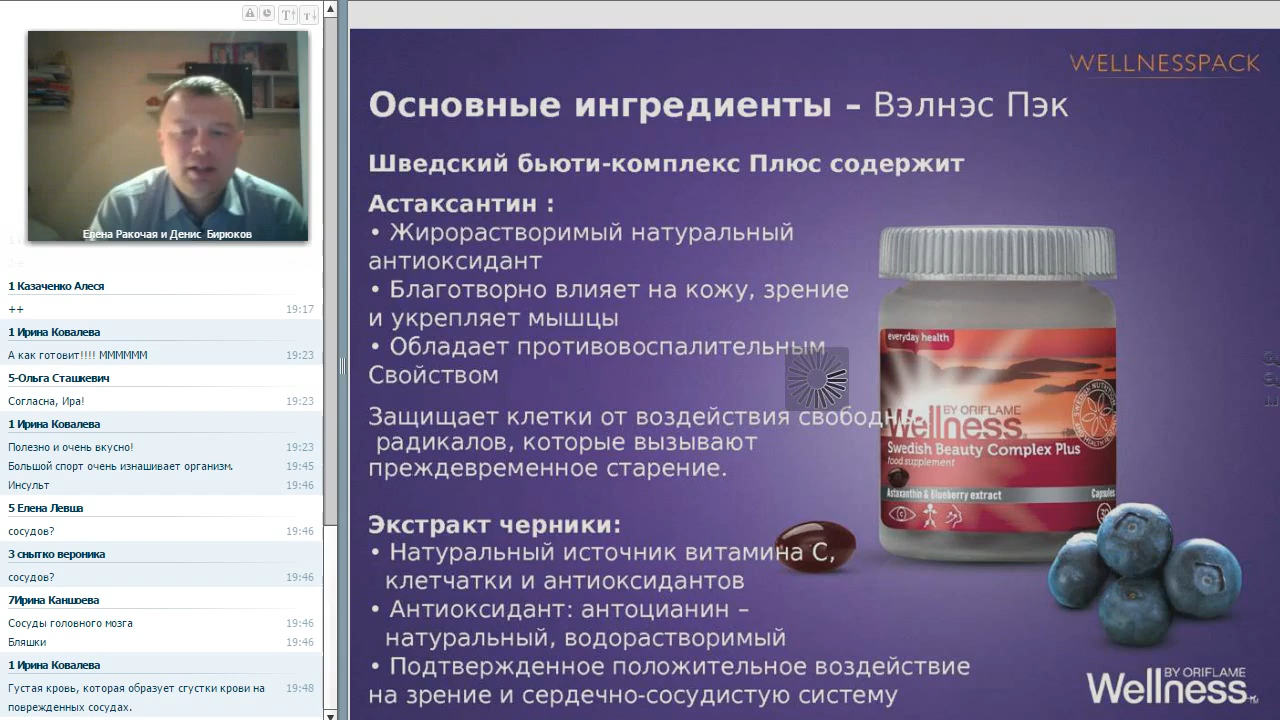 Елена Ракочая и Денис Бирюков
1 Казаченко Алеся
++ 19:17
1 Ирина Ковалева
А как готовит!!!! ММММММ 19:23
5-Ольга Сташкевич
Согласна, Ира! 19:23
1 Ирина Ковалева
Полезно и очень вкусно! 19:23
Большой спорт очень изнашивает организм. 19:45
Инсульт 19:46
5 Елена Левша
сосудов? 19:46
3 снытко вероника
сосудов? 19:46
7Ирина Каншоева
Сосуды головного мозга 19:46
Бляшки 19:46
1 Ирина Ковалева
Густая кровь, которая образует сгустки крови на 19:48
поврежденных сосудах.
WELLNESSPACK
Основные ингредиенты – Вэлнэс Пэк
Шведский бьюти-комплекс Плюс содержит
Астаксантин :
• Жирорастворимый натуральный
антиоксидант
• Благотворно влияет на кожу, зрение
и укрепляет мышцы
• Обладает противовоспалительным
Свойством
Защищает клетки от воздействия свободных
радикалов, которые вызывают
преждевременное старение.
Экстракт черники:
• Натуральный источник витамина С,
клетчатки и антиоксидантов
• Антиоксидант: антоцианин –
натуральный, водорастворимый
• Подтвержденное положительное воздействие
на зрение и сердечно-сосудистую систему
everyday health
BY ORIFLAME
Wellness
Swedish Beauty Complex Plus
food supplement
Astaxanthin & Blueberry extract
Capsules
BY ORIFLAME
Wellness